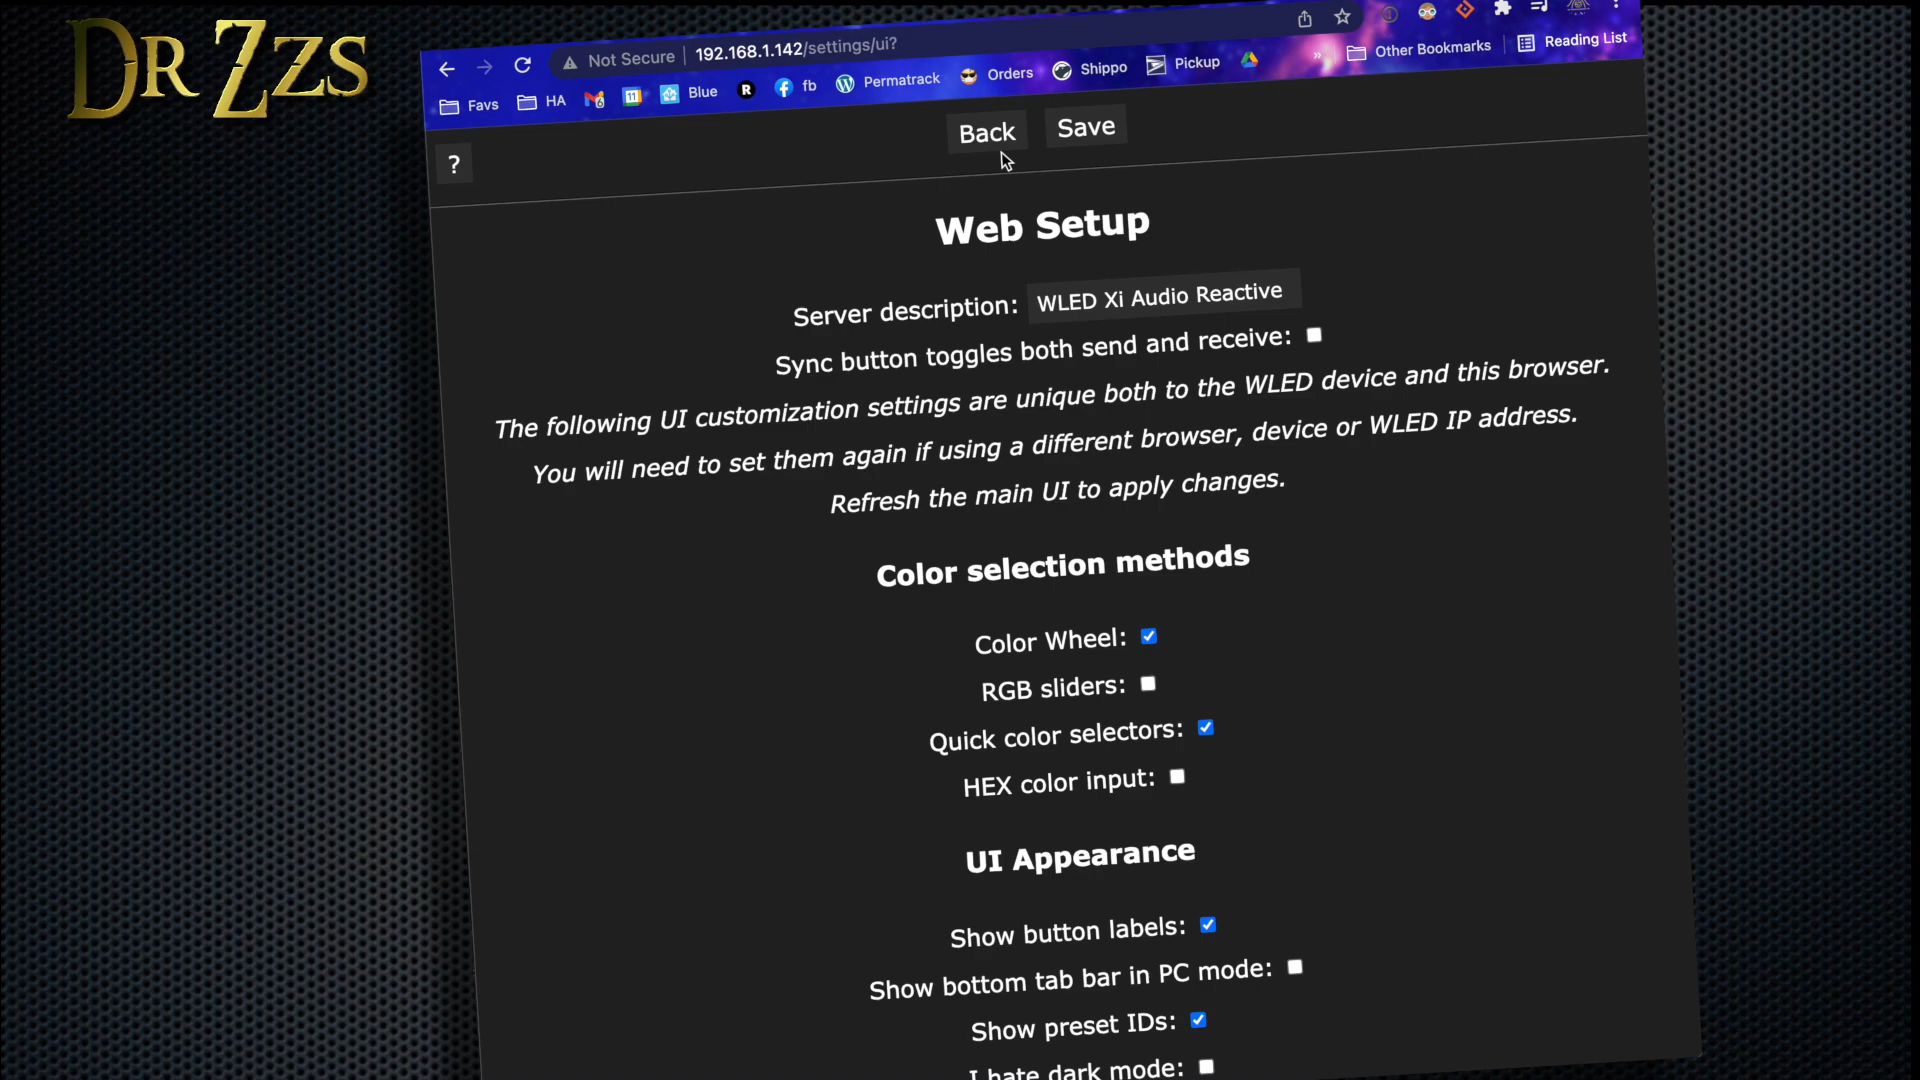 DR ZZS
Not Secure | 192.168.1.142/settings/ui?
Favs HA 6 11 Blue R fb Permatrack Orders Shippo Pickup » Other Bookmarks Reading List
? Back Save
Web Setup
Server description: WLED Xi Audio Reactive
Sync button toggles both send and receive:
The following UI customization settings are unique both to the WLED device and this browser.
You will need to set them again if using a different browser, device or WLED IP address.
Refresh the main UI to apply changes.
Color selection methods
Color Wheel:
RGB sliders:
Quick color selectors:
HEX color input:
UI Appearance
Show button labels:
Show bottom tab bar in PC mode:
Show preset IDs:
I hate dark mode: